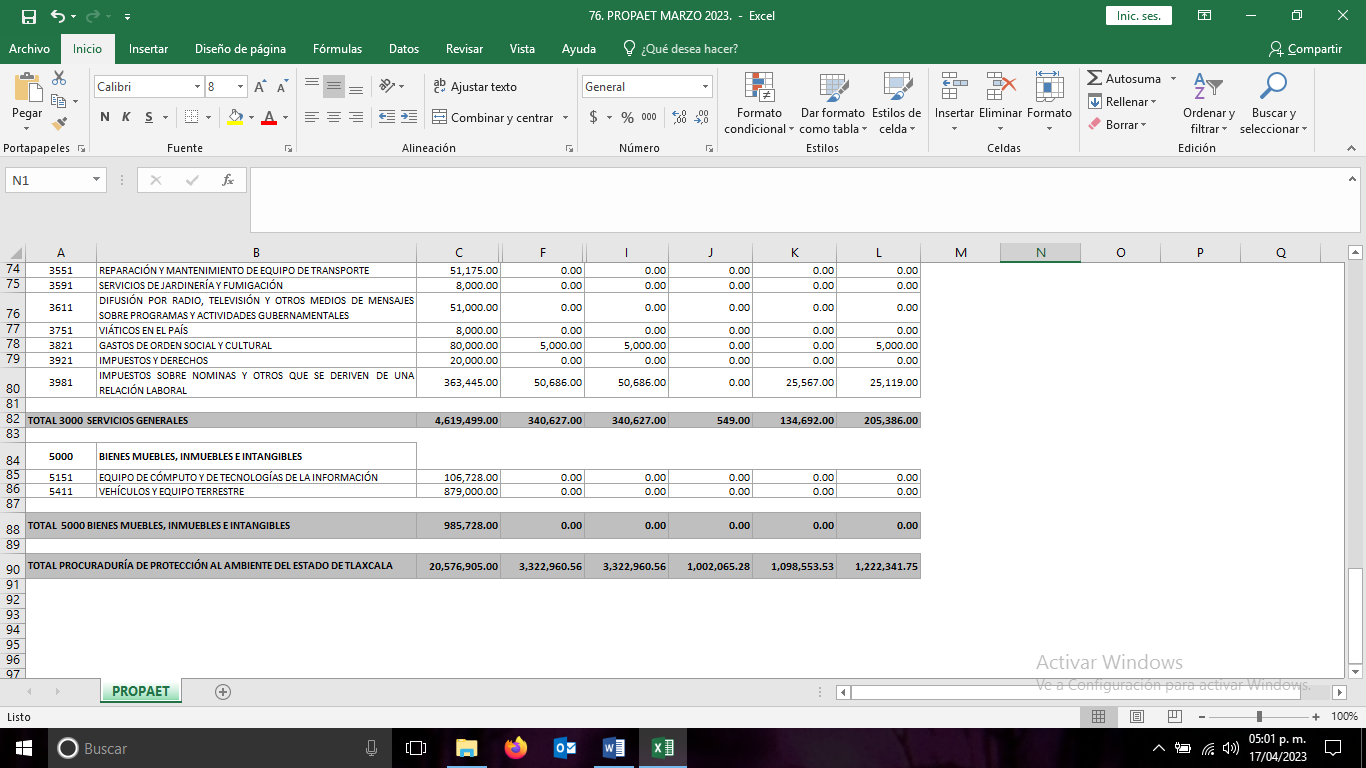 76. PROPAET MARZO 2023. - Excel
Inic. ses.
Archivo Inicio Insertar Diseño de página Fórmulas Datos Revisar Vista Ayuda ¿Qué desea hacer? Compartir
Pegar
Calibri 8
N K S
Ajustar texto
Combinar y centrar
General
$ % 000
Formato condicional
Dar formato como tabla
Estilos de celda
Insertar Eliminar Formato
Autosuma
Rellenar
Borrar
Ordenar y filtrar
Buscar y seleccionar
Portapapeles Fuente Alineación Número Estilos Celdas Edición
N1 fx
A B C F I J K L M N O P Q
74 3551 REPARACIÓN Y MANTENIMIENTO DE EQUIPO DE TRANSPORTE 51,175.00 0.00 0.00 0.00 0.00 0.00
75 3591 SERVICIOS DE JARDINERÍA Y FUMIGACIÓN 8,000.00 0.00 0.00 0.00 0.00 0.00
76 3611 DIFUSIÓN POR RADIO, TELEVISIÓN Y OTROS MEDIOS DE MENSAJES
SOBRE PROGRAMAS Y ACTIVIDADES GUBERNAMENTALES 51,000.00 0.00 0.00 0.00 0.00 0.00
77 3751 VIÁTICOS EN EL PAÍS 8,000.00 0.00 0.00 0.00 0.00 0.00
78 3821 GASTOS DE ORDEN SOCIAL Y CULTURAL 80,000.00 5,000.00 5,000.00 0.00 0.00 5,000.00
79 3921 IMPUESTOS Y DERECHOS 20,000.00 0.00 0.00 0.00 0.00 0.00
80 3981 IMPUESTOS SOBRE NOMINAS Y OTROS QUE SE DERIVEN DE UNA
RELACIÓN LABORAL 363,445.00 50,686.00 50,686.00 0.00 25,567.00 25,119.00
81
82 TOTAL 3000 SERVICIOS GENERALES 4,619,499.00 340,627.00 340,627.00 549.00 134,692.00 205,386.00
83
84 5000 BIENES MUEBLES, INMUEBLES E INTANGIBLES
85 5151 EQUIPO DE CÓMPUTO Y DE TECNOLOGÍAS DE LA INFORMACIÓN 106,728.00 0.00 0.00 0.00 0.00 0.00
86 5411 VEHÍCULOS Y EQUIPO TERRESTRE 879,000.00 0.00 0.00 0.00 0.00 0.00
87
88 TOTAL 5000 BIENES MUEBLES, INMUEBLES E INTANGIBLES 985,728.00 0.00 0.00 0.00 0.00 0.00
89
90 TOTAL PROCURADURÍA DE PROTECCIÓN AL AMBIENTE DEL ESTADO DE TLAXCALA 20,576,905.00 3,322,960.56 3,322,960.56 1,002,065.28 1,098,553.53 1,222,341.75
91
92
93
94
95
96
97
Activar Windows
Ve a Configuración para activar Windows.
PROPAET
Listo 100%
Buscar
05:01 p. m.
17/04/2023